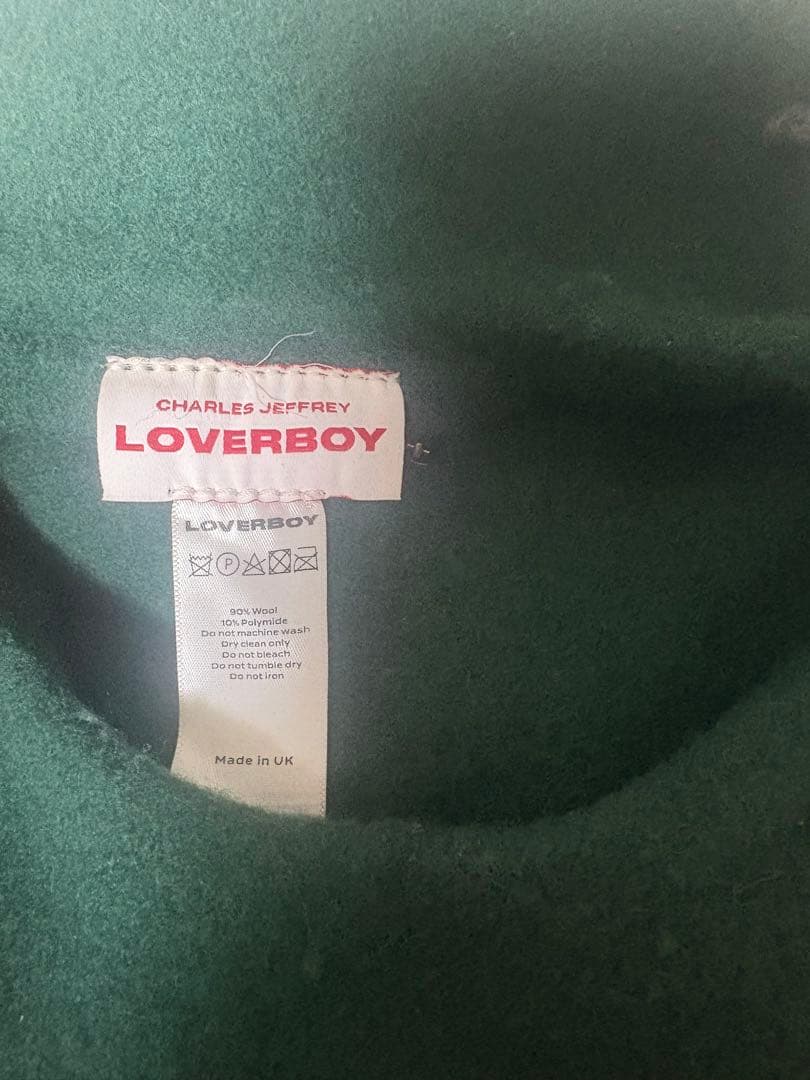 CHARLES JEFFREY
LOVERBOY
LOVERBOY
P
90% Wool
10% Polymide
Do not machine wash
Dry clean only
Do not bleach
Do not tumble dry
Do not iron
Made in UK